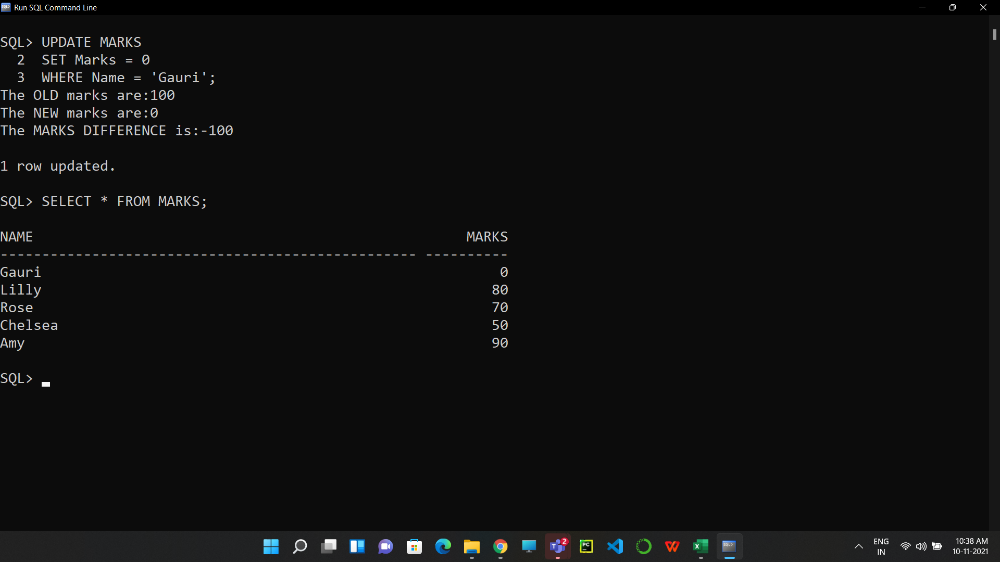 Run SQL Command Line
SQL> UPDATE MARKS
  2  SET Marks = 0
  3  WHERE Name = 'Gauri';
The OLD marks are:100
The NEW marks are:0
The MARKS DIFFERENCE is:-100
1 row updated.
SQL> SELECT * FROM MARKS;
NAME                                                    MARKS
-------------------------------------------------- ----------
Gauri                                                       0
Lilly                                                      80
Rose                                                       70
Chelsea                                                    50
Amy                                                        90
SQL>
2
PC
ENG
IN
10:38 AM
10-11-2021